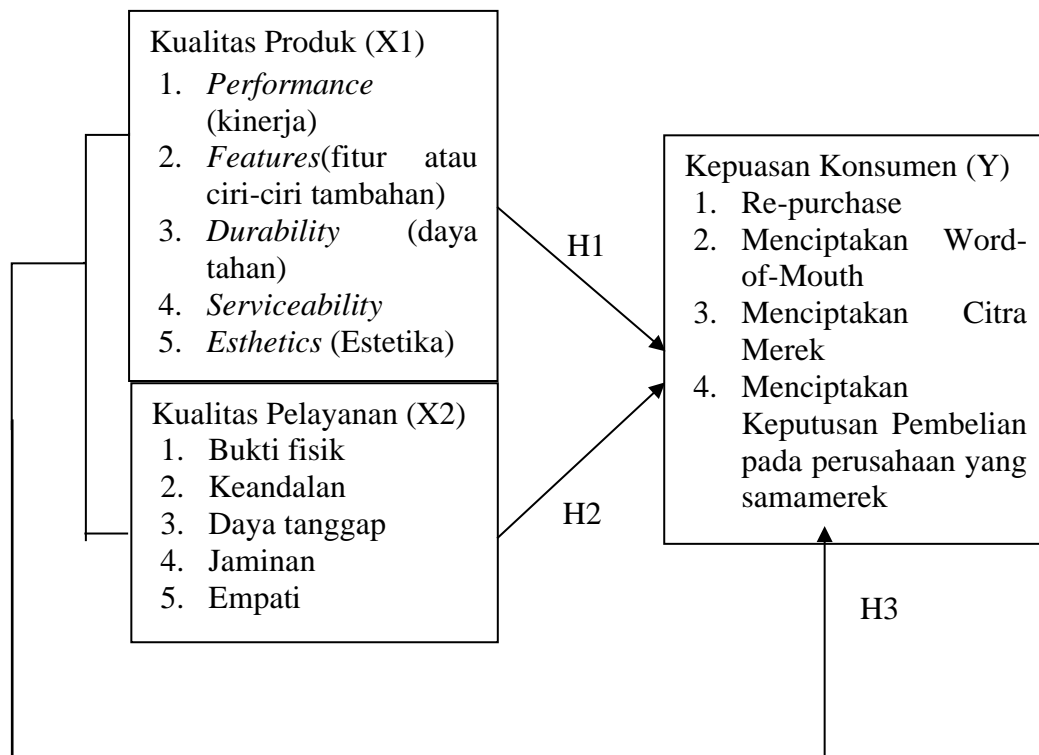 Kualitas Produk (X1)
1. Performance
(kinerja)
2. Features(fitur atau
ciri-ciri tambahan)
3. Durability (daya
tahan)
4. Serviceability
5. Esthetics (Estetika)
Kualitas Pelayanan (X2)
1. Bukti fisik
2. Keandalan
3. Daya tanggap
4. Jaminan
5. Empati
H1
H2
Kepuasan Konsumen (Y)
1. Re-purchase
2. Menciptakan Word-
of-Mouth
3. Menciptakan Citra
Merek
4. Menciptakan
Keputusan Pembelian
pada perusahaan yang
samamerek
H3